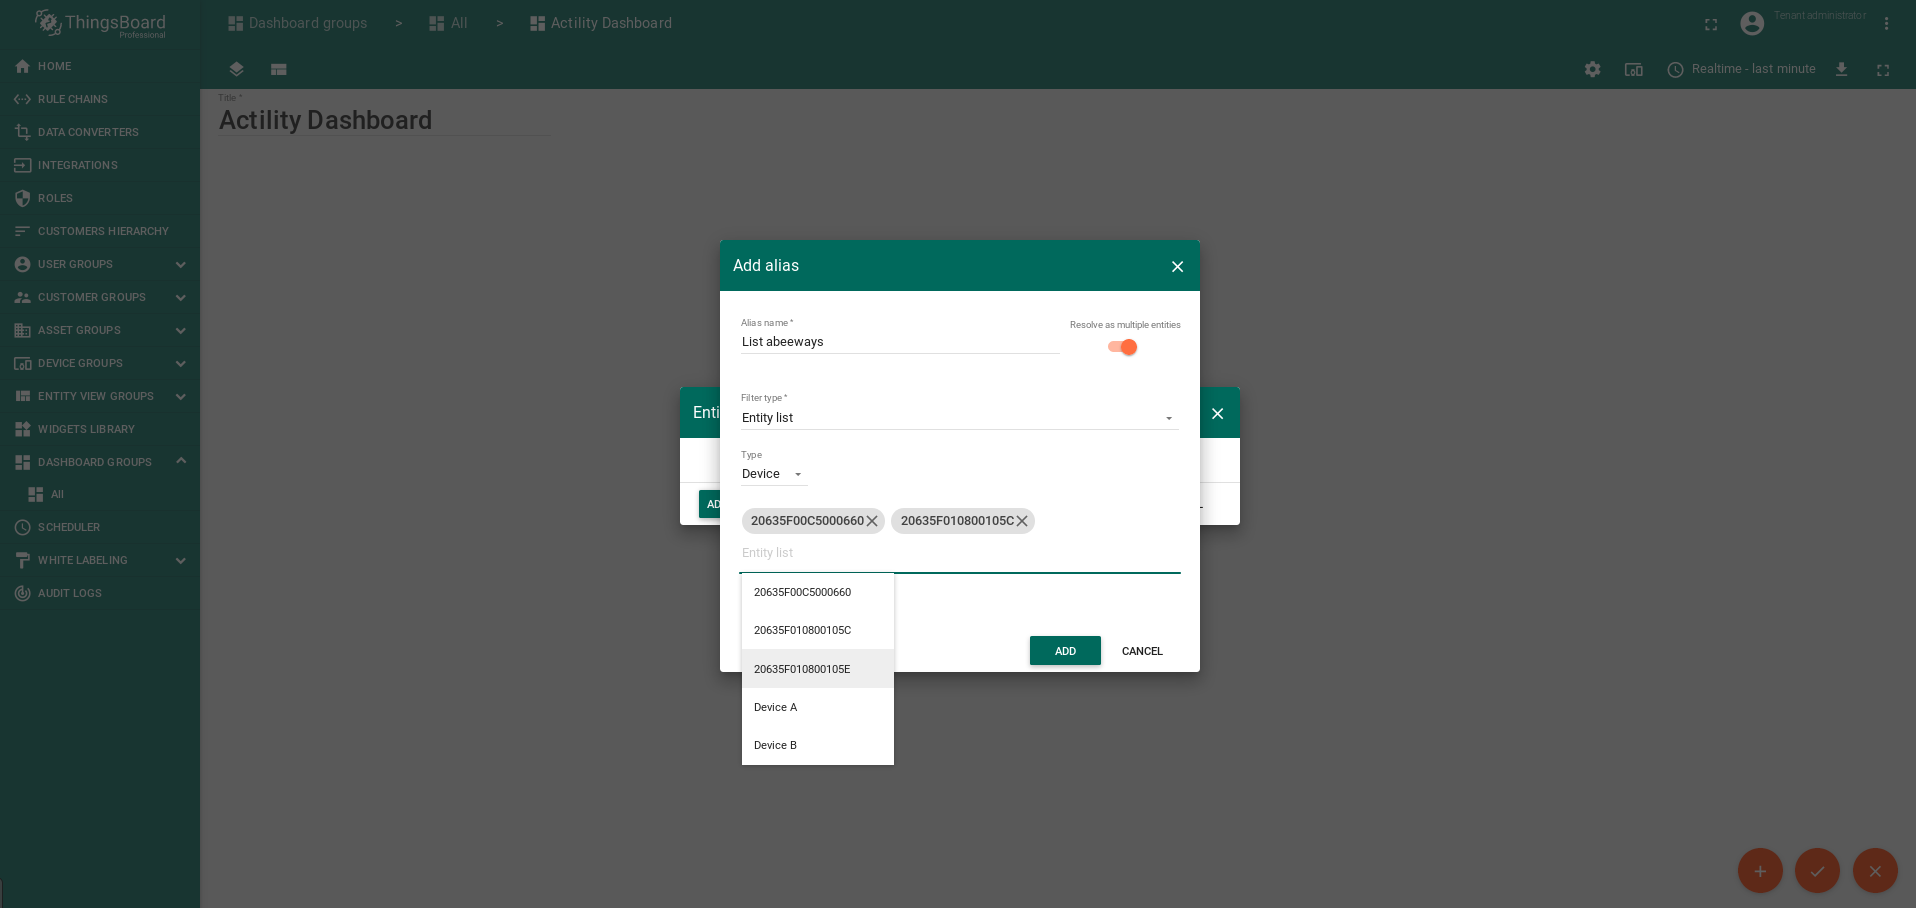 ThingsBoard
Professional
Dashboard groups > All > Actility Dashboard
Tenant administrator
HOME
RULE CHAINS
DATA CONVERTERS
INTEGRATIONS
ROLES
CUSTOMERS HIERARCHY
USER GROUPS
CUSTOMER GROUPS
ASSET GROUPS
DEVICE GROUPS
ENTITY VIEW GROUPS
WIDGETS LIBRARY
DASHBOARD GROUPS
All
SCHEDULER
WHITE LABELING
AUDIT LOGS
Realtime - last minute
Title *
Actility Dashboard
Enti
AD
Add alias
Alias name *
List abeeways
Resolve as multiple entities
Filter type *
Entity list
Type
Device
20635F00C5000660 20635F010800105C
Entity list
20635F00C5000660
20635F010800105C
20635F010800105E
Device A
Device B
ADD CANCEL